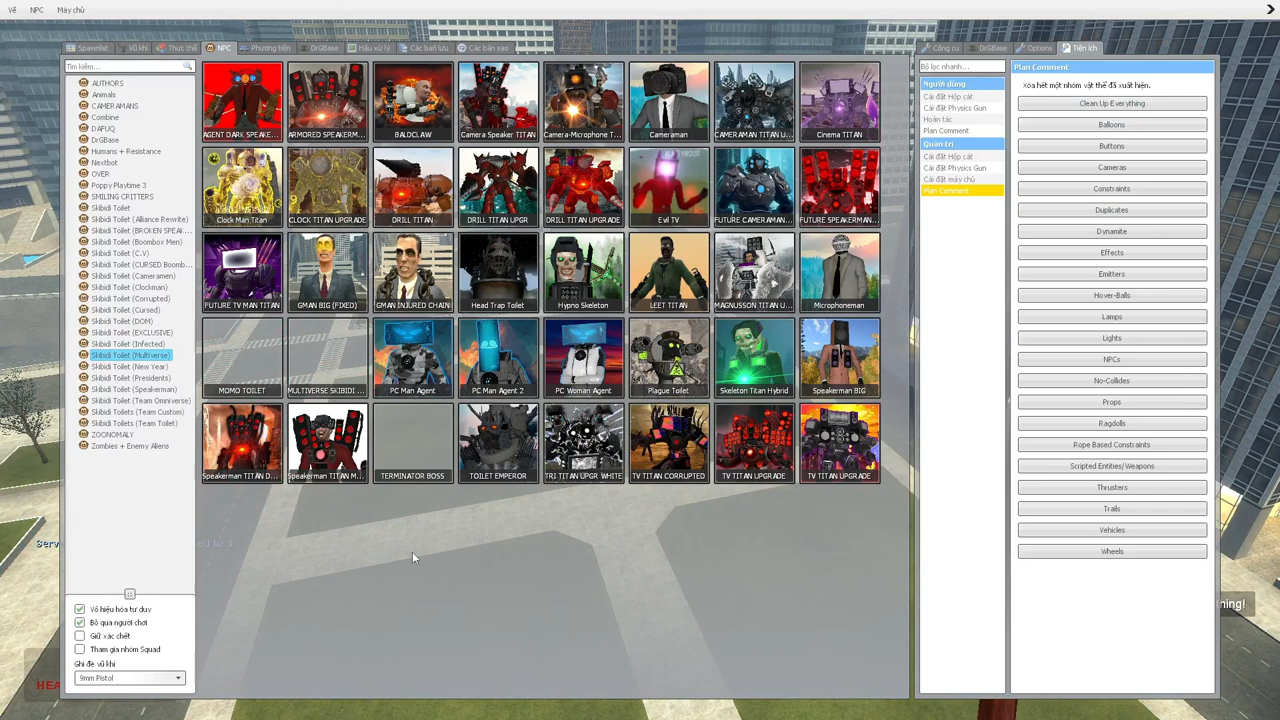 Vẽ NPC Máy chủ
Spawnlist Vũ khí Thực thể NPC Phương tiện DrGBase Hậu xử lý Các bạn lưu Các bản sao
Công cụ DrGBase Options Tiện ích
Tìm kiếm...
AUTHORS
Animals
CAMERAMANS
Combine
DAFUQ
DrGBase
Humans + Resistance
Nextbot
OVER
Poppy Playtime 3
SMILING CRITTERS
Skibidi Toilet
Skibidi Toilet (Alliance Rewrite)
Skibidi Toilet (BROKEN SPEAK...
Skibidi Toilet (Boombox Men)
Skibidi Toilet (C.V)
Skibidi Toilet (CURSED Boomb...
Skibidi Toilet (Cameramen)
Skibidi Toilet (Clockman)
Skibidi Toilet (Corrupted)
Skibidi Toilet (Cursed)
Skibidi Toilet (DOM)
Skibidi Toilet (EXCLUSIVE)
Skibidi Toilet (Infected)
Skibidi Toilet (Multiverse)
Skibidi Toilet (New Year)
Skibidi Toilet (Presidents)
Skibidi Toilet (Speakerman)
Skibidi Toilet (Team Omniverse)
Skibidi Toilets (Team Custom)
Skibidi Toilets (Team Toilet)
ZOONOMALY
Zombies + Enemy Aliens
Vô hiệu hóa tư duy
Bỏ qua người chơi
Giữ xác chết
Tham gia nhóm Squad
Ghi đè vũ khí
9mm Pistol
AGENT DARK SPEAKE... ARMORED SPEAKERM... BALDCLAW Camera Speaker TITAN Camera-Microphone T... Cameraman CAMERAMAN TITAN U... Cinema TITAN
Clock Man Titan CLOCK TITAN UPGRADE DRILL TITAN DRILL TITAN UPGR DRILL TITAN UPGRADE Evil TV FUTURE CAMERAMAN... FUTURE SPEAKERMAN...
FUTURE TV MAN TITAN GMAN BIG (FIXED) GMAN INJURED CHAIN Head Trap Toilet Hypno Skeleton LEET TITAN MAGNUSSON TITAN U... Microphoneman
MOMO TOILET MULTIVERSE SKIBIDI ... PC Man Agent PC Man Agent 2 PC Woman Agent Plague Toilet Skeleton Titan Hybrid Speakerman BIG
Speakerman TITAN D... Speakerman TITAN M... TERMINATOR BOSS TOILET EMPEROR TRI TITAN UPGR WHITE TV TITAN CORRUPTED TV TITAN UPGRADE TV TITAN UPGRADE
Serv
ed to 1
HEA
Bộ lọc nhanh...
Người dùng
Cài đặt Hộp cát
Cài đặt Physics Gun
Hoàn tác
Plan Comment
Quản trị
Cài đặt Hộp cát
Cài đặt Physics Gun
Cài đặt máy chủ
Plan Comment
Plan Comment
Xóa hết một nhóm vật thể đã xuất hiện.
Clean Up Everything
Balloons
Buttons
Cameras
Constraints
Duplicates
Dynamite
Effects
Emitters
Hover-Balls
Lamps
Lights
NPCs
No-Collides
Props
Ragdolls
Rope Based Constraints
Scripted Entities/Weapons
Thrusters
Trails
Vehicles
Wheels
ning!